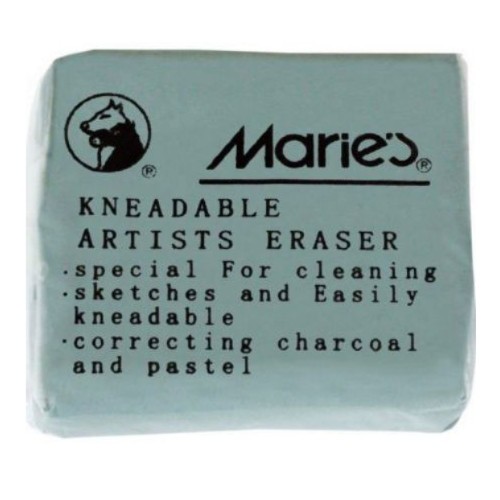 Marie's®
®
KNEADABLE
ARTISTS ERASER
·special For cleaning
·sketches and Easily
kneadable
·correcting charcoal
and pastel